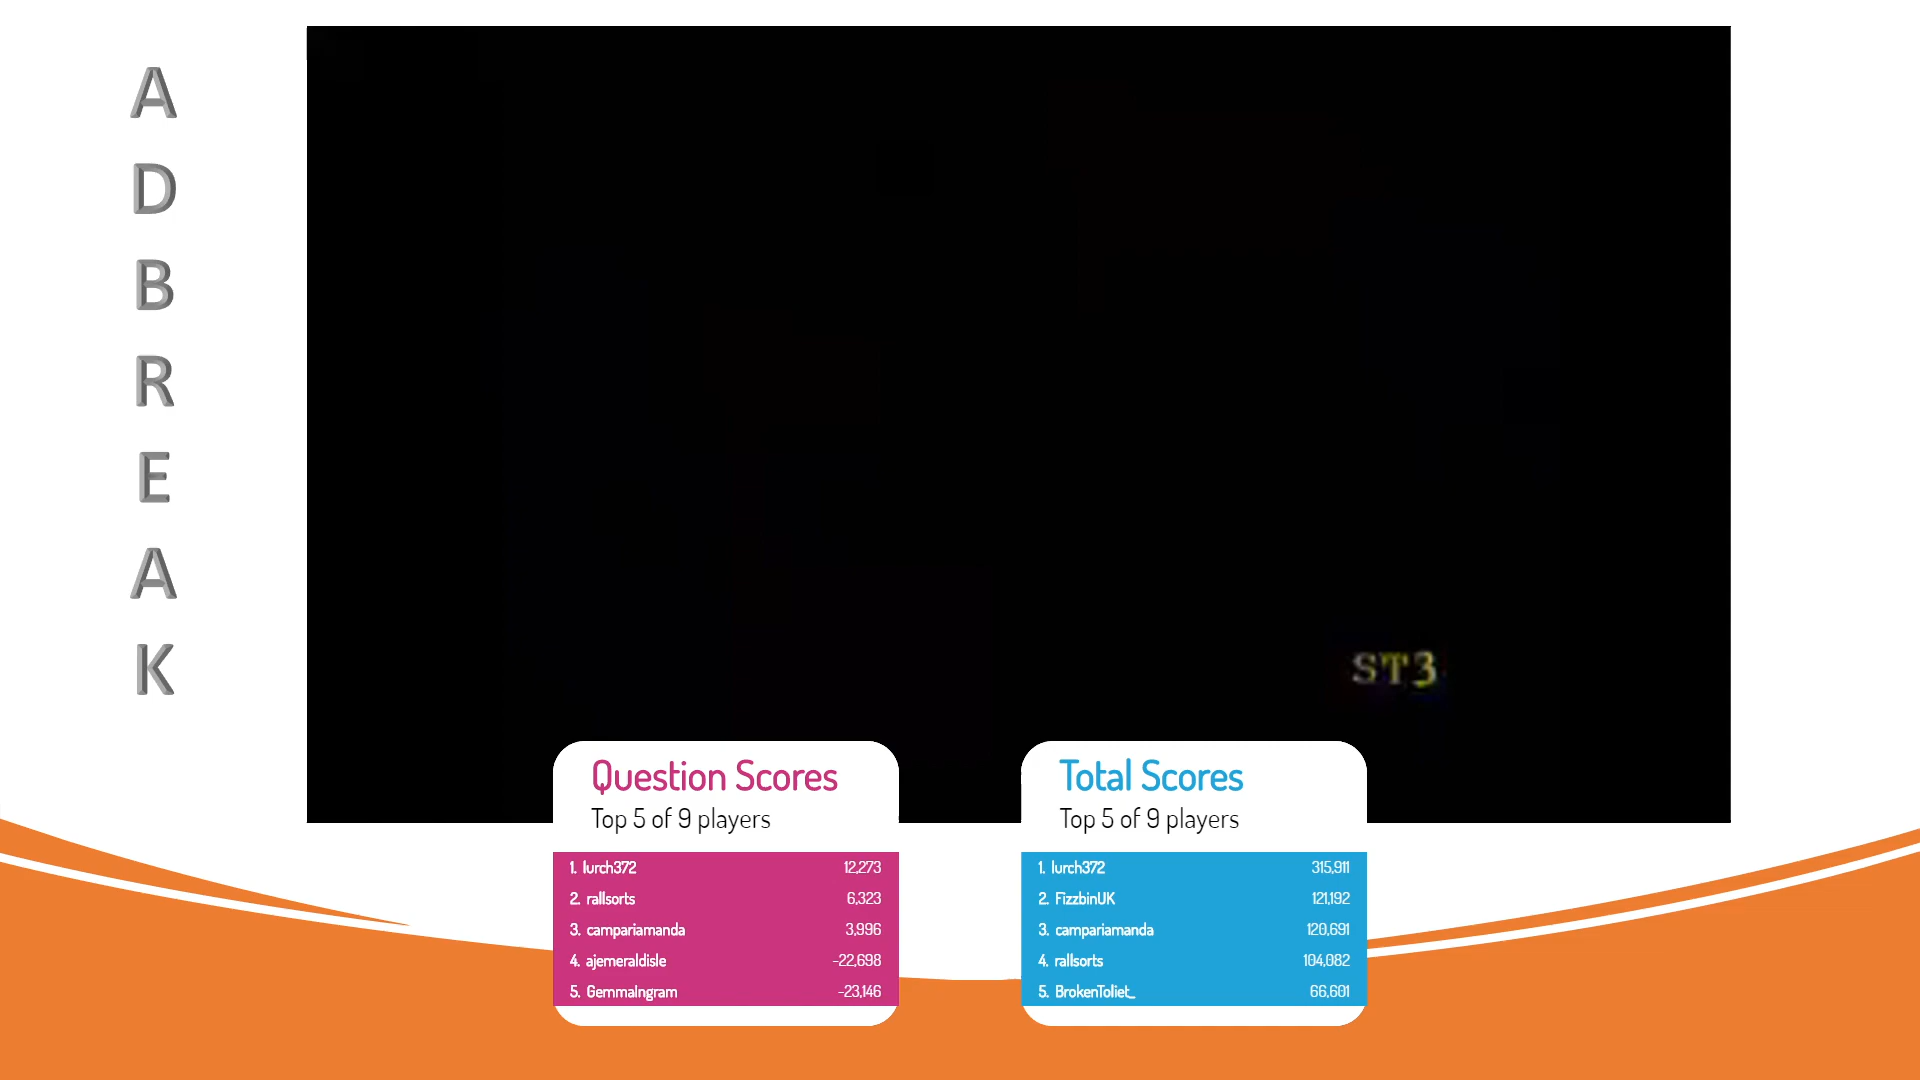 A
D
B
R
E
A
K
ST3
Question Scores
Top 5 of 9 players
1. lurch372 12,273
2. rallsorts 6,323
3. campariamanda 3,996
4. ajemeraldisle -22,698
5. GemmaIngram -23,146
Total Scores
Top 5 of 9 players
1. lurch372 315,911
2. FizzbinUK 121,192
3. campariamanda 120,691
4. rallsorts 104,082
5. BrokenToliet_ 66,601